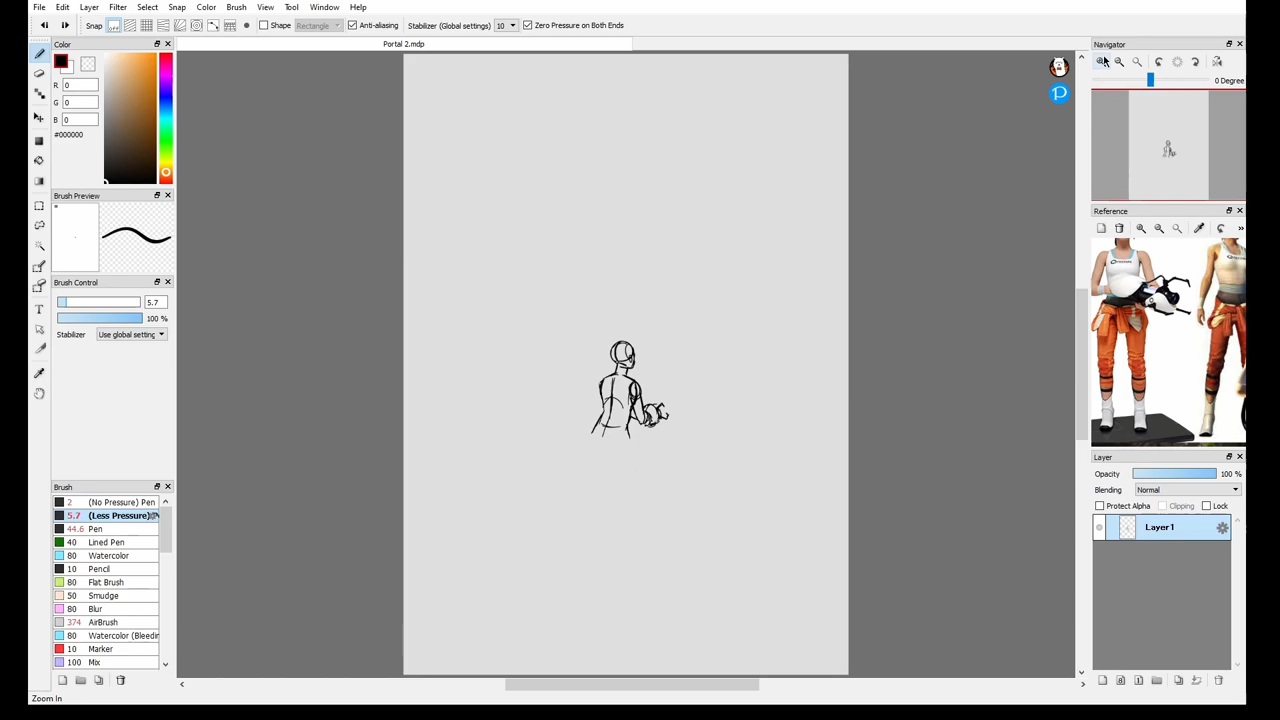 File Edit Layer Filter Select Snap Color Brush View Tool Window Help
Snap off Shape Rectangle Anti-aliasing Stabilizer (Global settings) 10 Zero Pressure on Both Ends
Color
Portal 2.mdp
Navigator
R 0
G 0
B 0
#000000
0 Degree
Brush Preview
Reference
Brush Control
5.7
100 %
Stabilizer Use global setting
Layer
Opacity 100 %
Blending Normal
Protect Alpha Clipping Lock
Layer1
Brush
2 (No Pressure) Pen
5.7 (Less Pressure)
44.6 Pen
40 Lined Pen
80 Watercolor
10 Pencil
80 Flat Brush
50 Smudge
80 Blur
374 AirBrush
80 Watercolor (Bleedin
10 Marker
100 Mix
Zoom In